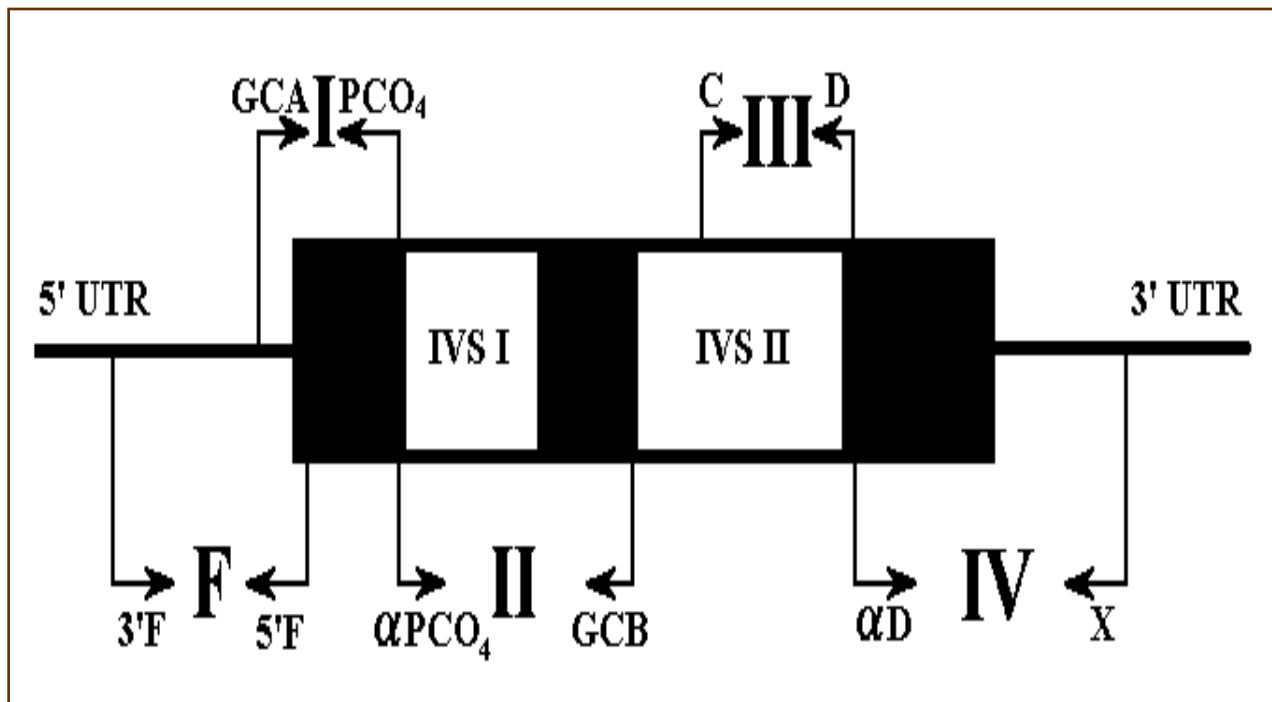 GCA I PCO₄
C III D
5' UTR
3' UTR
IVS I
IVS II
F
II
IV
3'F
5'F
αPCO₄
GCB
αD
X